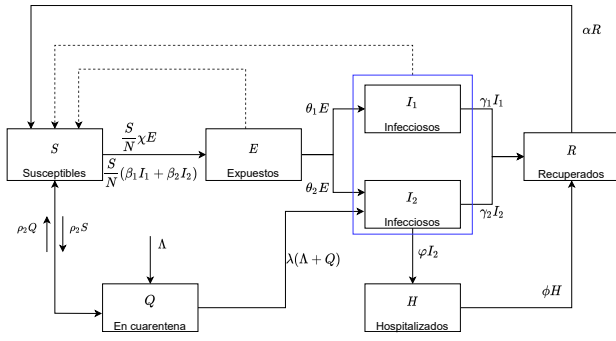 αR
I₁
Infecciosos
θ₁E
γ₁I₁
S/N χE
S
Susceptibles
S/N (β₁I₁ + β₂I₂)
E
Expuestos
R
Recuperados
θ₂E
I₂
Infecciosos
γ₂I₂
ρ₂Q
ρ₂S
Λ
λ(Λ + Q)
φI₂
Q
En cuarentena
H
Hospitalizados
ϕH